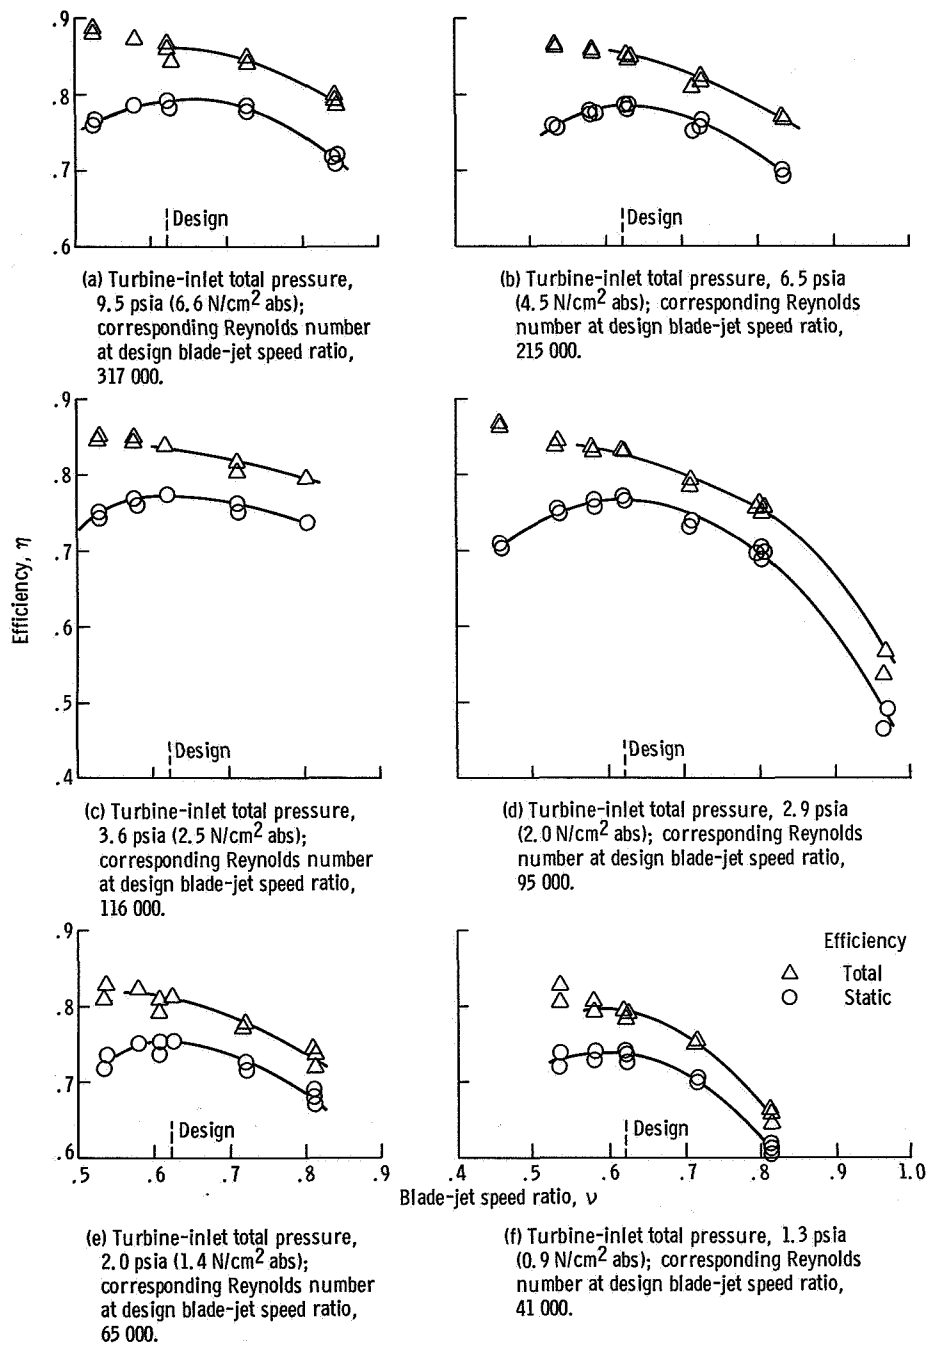 .9
.8
.7
.6
Design
Design
(a) Turbine-inlet total pressure,
9.5 psia (6.6 N/cm2 abs);
corresponding Reynolds number
at design blade-jet speed ratio,
317 000.
(b) Turbine-inlet total pressure, 6.5 psia
(4.5 N/cm2 abs); corresponding Reynolds
number at design blade-jet speed ratio,
215 000.
Efficiency, η
.9
.8
.7
.6
.5
.4
Design
Design
(c) Turbine-inlet total pressure,
3.6 psia (2.5 N/cm2 abs);
corresponding Reynolds number
at design blade-jet speed ratio,
116 000.
(d) Turbine-inlet total pressure, 2.9 psia
(2.0 N/cm2 abs); corresponding Reynolds
number at design blade-jet speed ratio,
95 000.
.9
.8
.7
.6
Design
Efficiency
Total
Static
Design
.5 .6 .7 .8 .9
.4 .5 .6 .7 .8 .9 1.0
Blade-jet speed ratio, ν
(e) Turbine-inlet total pressure,
2.0 psia (1.4 N/cm2 abs);
corresponding Reynolds number
at design blade-jet speed ratio,
65 000.
(f) Turbine-inlet total pressure, 1.3 psia
(0.9 N/cm2 abs); corresponding Reynolds
number at design blade-jet speed ratio,
41 000.